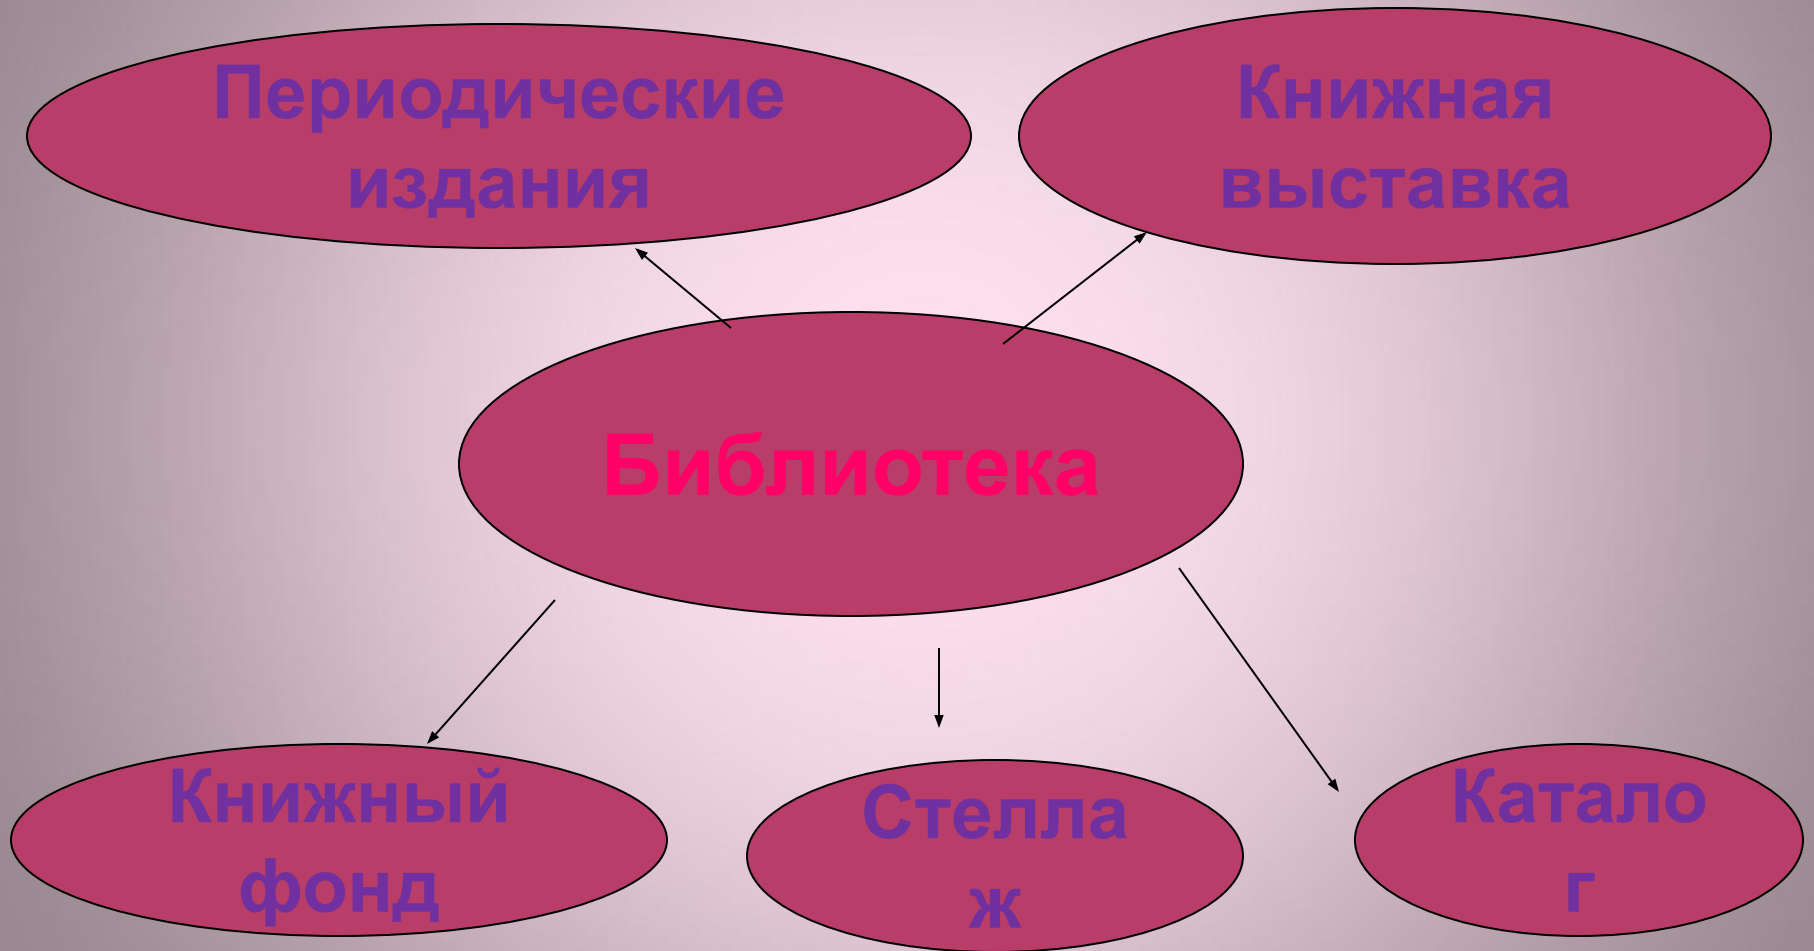 Периодические
издания
Книжная
выставка
Библиотека
Книжный
фонд
Стелла
ж
Катало
г